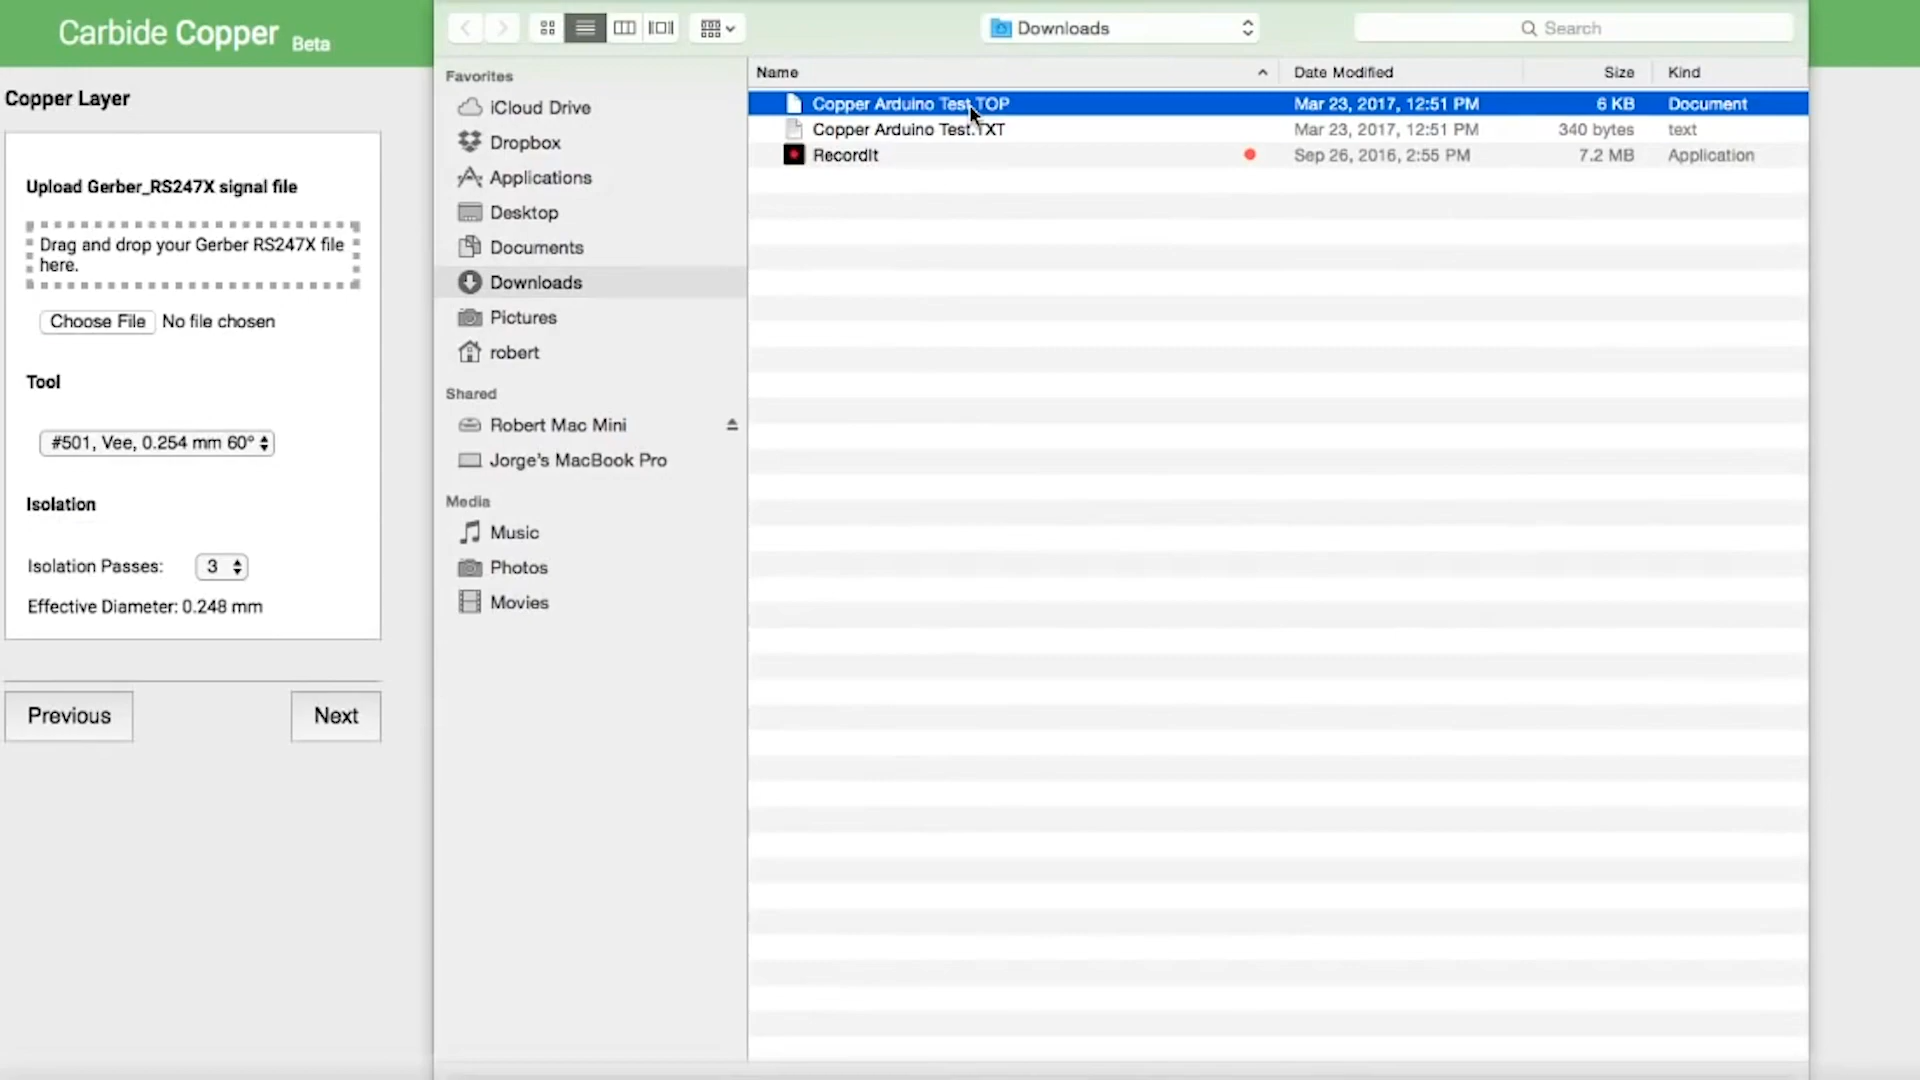 Carbide Copper Beta
Copper Layer
Upload Gerber_RS247X signal file
Drag and drop your Gerber RS247X file
here.
Choose File No file chosen
Tool
#501, Vee, 0.254 mm 60°
Isolation
Isolation Passes: 3
Effective Diameter: 0.248 mm
Previous Next
Downloads
Search
Favorites
iCloud Drive
Dropbox
Applications
Desktop
Documents
Downloads
Pictures
robert
Shared
Robert Mac Mini
Jorge's MacBook Pro
Media
Music
Photos
Movies
Name Date Modified Size Kind
Copper Arduino Test.TOP Mar 23, 2017, 12:51 PM 6 KB Document
Copper Arduino Test.TXT Mar 23, 2017, 12:51 PM 340 bytes text
RecordIt Sep 26, 2016, 2:55 PM 7.2 MB Application